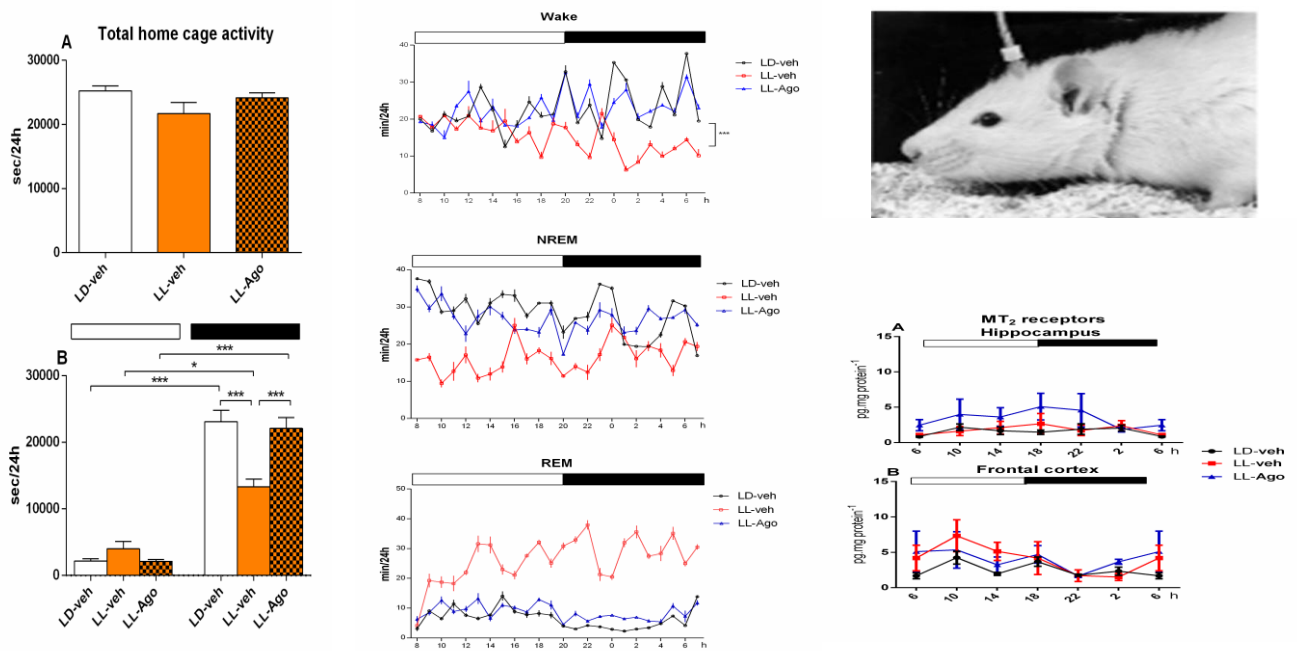 A
Total home cage activity
sec/24h
30000
20000
10000
0
LD-veh
LL-veh
LL-Ago
B
***
*
***
***
***
sec/24h
30000
20000
10000
0
LD-veh
LL-veh
LL-Ago
LD-veh
LL-veh
LL-Ago
Wake
min/24h
40
30
20
10
0
8 10 12 14 16 18 20 22 0 2 4 6 h
LD-veh
LL-veh
LL-Ago
***
NREM
min/24h
40
30
20
10
0
8 10 12 14 16 18 20 22 0 2 4 6 h
LD-veh
LL-veh
LL-Ago
REM
min/24h
50
40
30
20
10
0
8 10 12 14 16 18 20 22 0 2 4 6 h
LD-veh
LL-veh
LL-Ago
A
MT₂ receptors
Hippocampus
pg.mg protein⁻¹
15
10
5
0
6 10 14 18 22 2 6 h
B
Frontal cortex
pg.mg protein⁻¹
15
10
5
0
6 10 14 18 22 2 6 h
LD-veh
LL-veh
LL-Ago